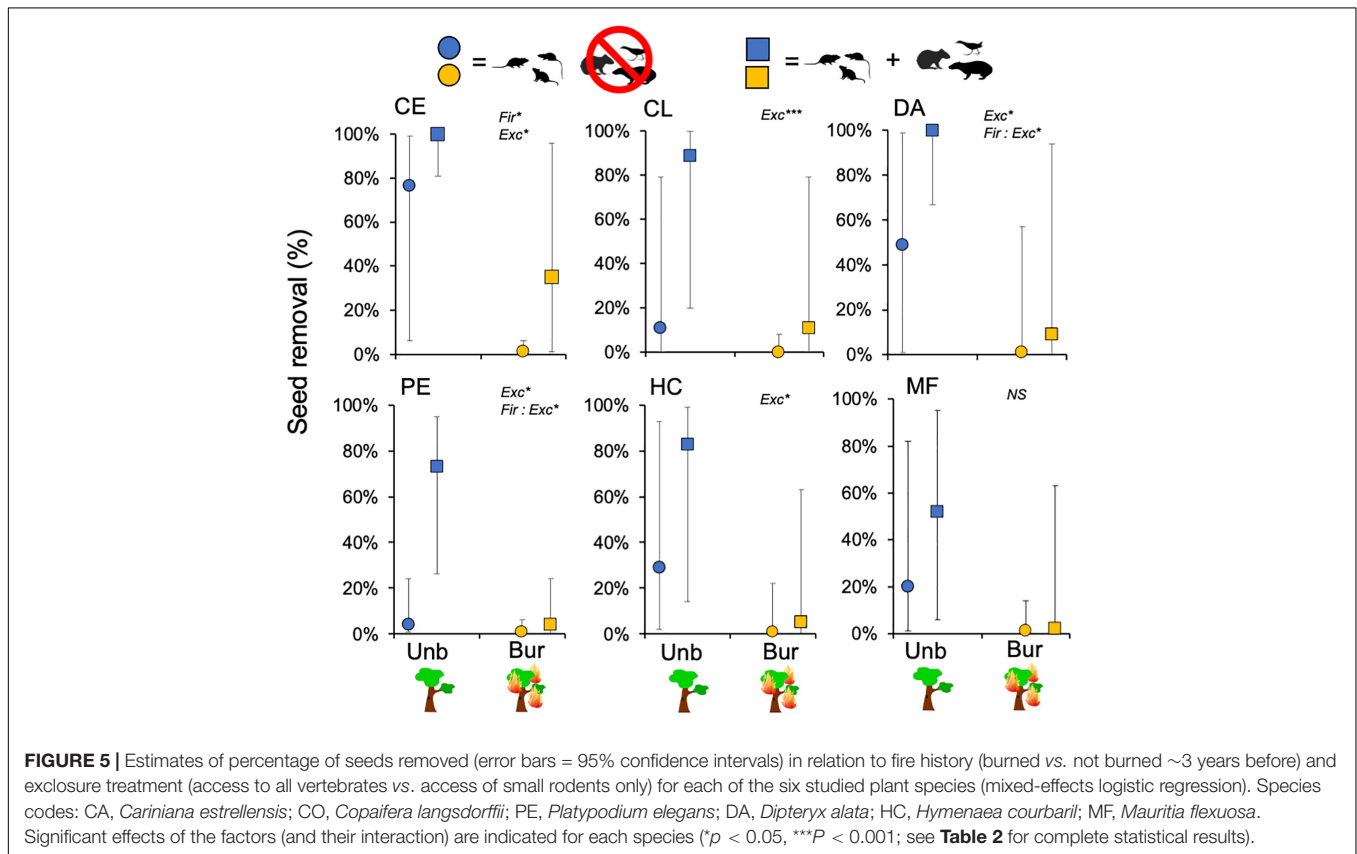 = = +
CE CL DA
Fir*
Exc*
Exc***
Exc*
Fir : Exc*
100% 100% 100%
80% 80% 80%
60% 60% 60%
40% 40% 40%
20% 20% 20%
0% 0% 0%
Seed removal (%)
PE HC MF
Exc*
Fir : Exc*
Exc*
NS
100% 100% 100%
80% 80% 80%
60% 60% 60%
40% 40% 40%
20% 20% 20%
0% 0% 0%
Unb Bur Unb Bur Unb Bur
FIGURE 5 | Estimates of percentage of seeds removed (error bars = 95% confidence intervals) in relation to fire history (burned vs. not burned ~3 years before) and
exclosure treatment (access to all vertebrates vs. access of small rodents only) for each of the six studied plant species (mixed-effects logistic regression). Species
codes: CA, Cariniana estrellensis; CO, Copaifera langsdorffii; PE, Platypodium elegans; DA, Dipteryx alata; HC, Hymenaea courbaril; MF, Mauritia flexuosa.
Significant effects of the factors (and their interaction) are indicated for each species (*p < 0.05, ***P < 0.001; see Table 2 for complete statistical results).